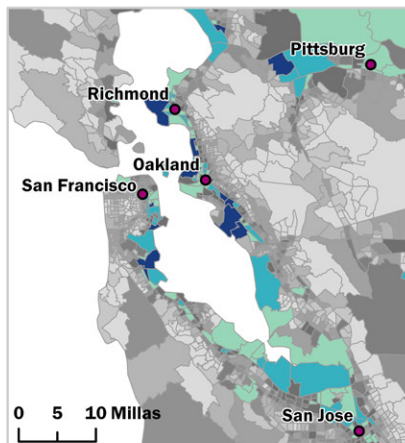 Pittsburg
Richmond
Oakland
San Francisco
San Jose
0 5 10 Millas